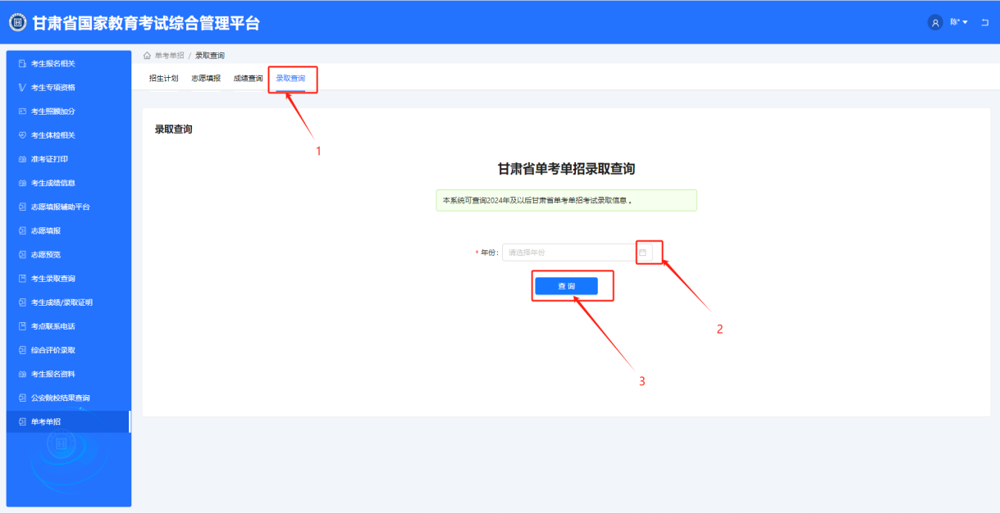 甘肃省国家教育考试综合管理平台
陈*
考生报名相关
考生专项资格
考生照顾加分
考生体检相关
准考证打印
考生成绩信息
志愿填报辅助平台
志愿填报
志愿预览
考生录取查询
考生成绩/录取证明
考点联系电话
综合评价录取
考生报名资料
公安院校结果查询
单考单招
单考单招 / 录取查询
招生计划 志愿填报 成绩查询 录取查询
1
录取查询
甘肃省单考单招录取查询
本系统可查询2024年及以后甘肃省单考单招考试录取信息。
* 年份： 请选择年份
查 询
2
3